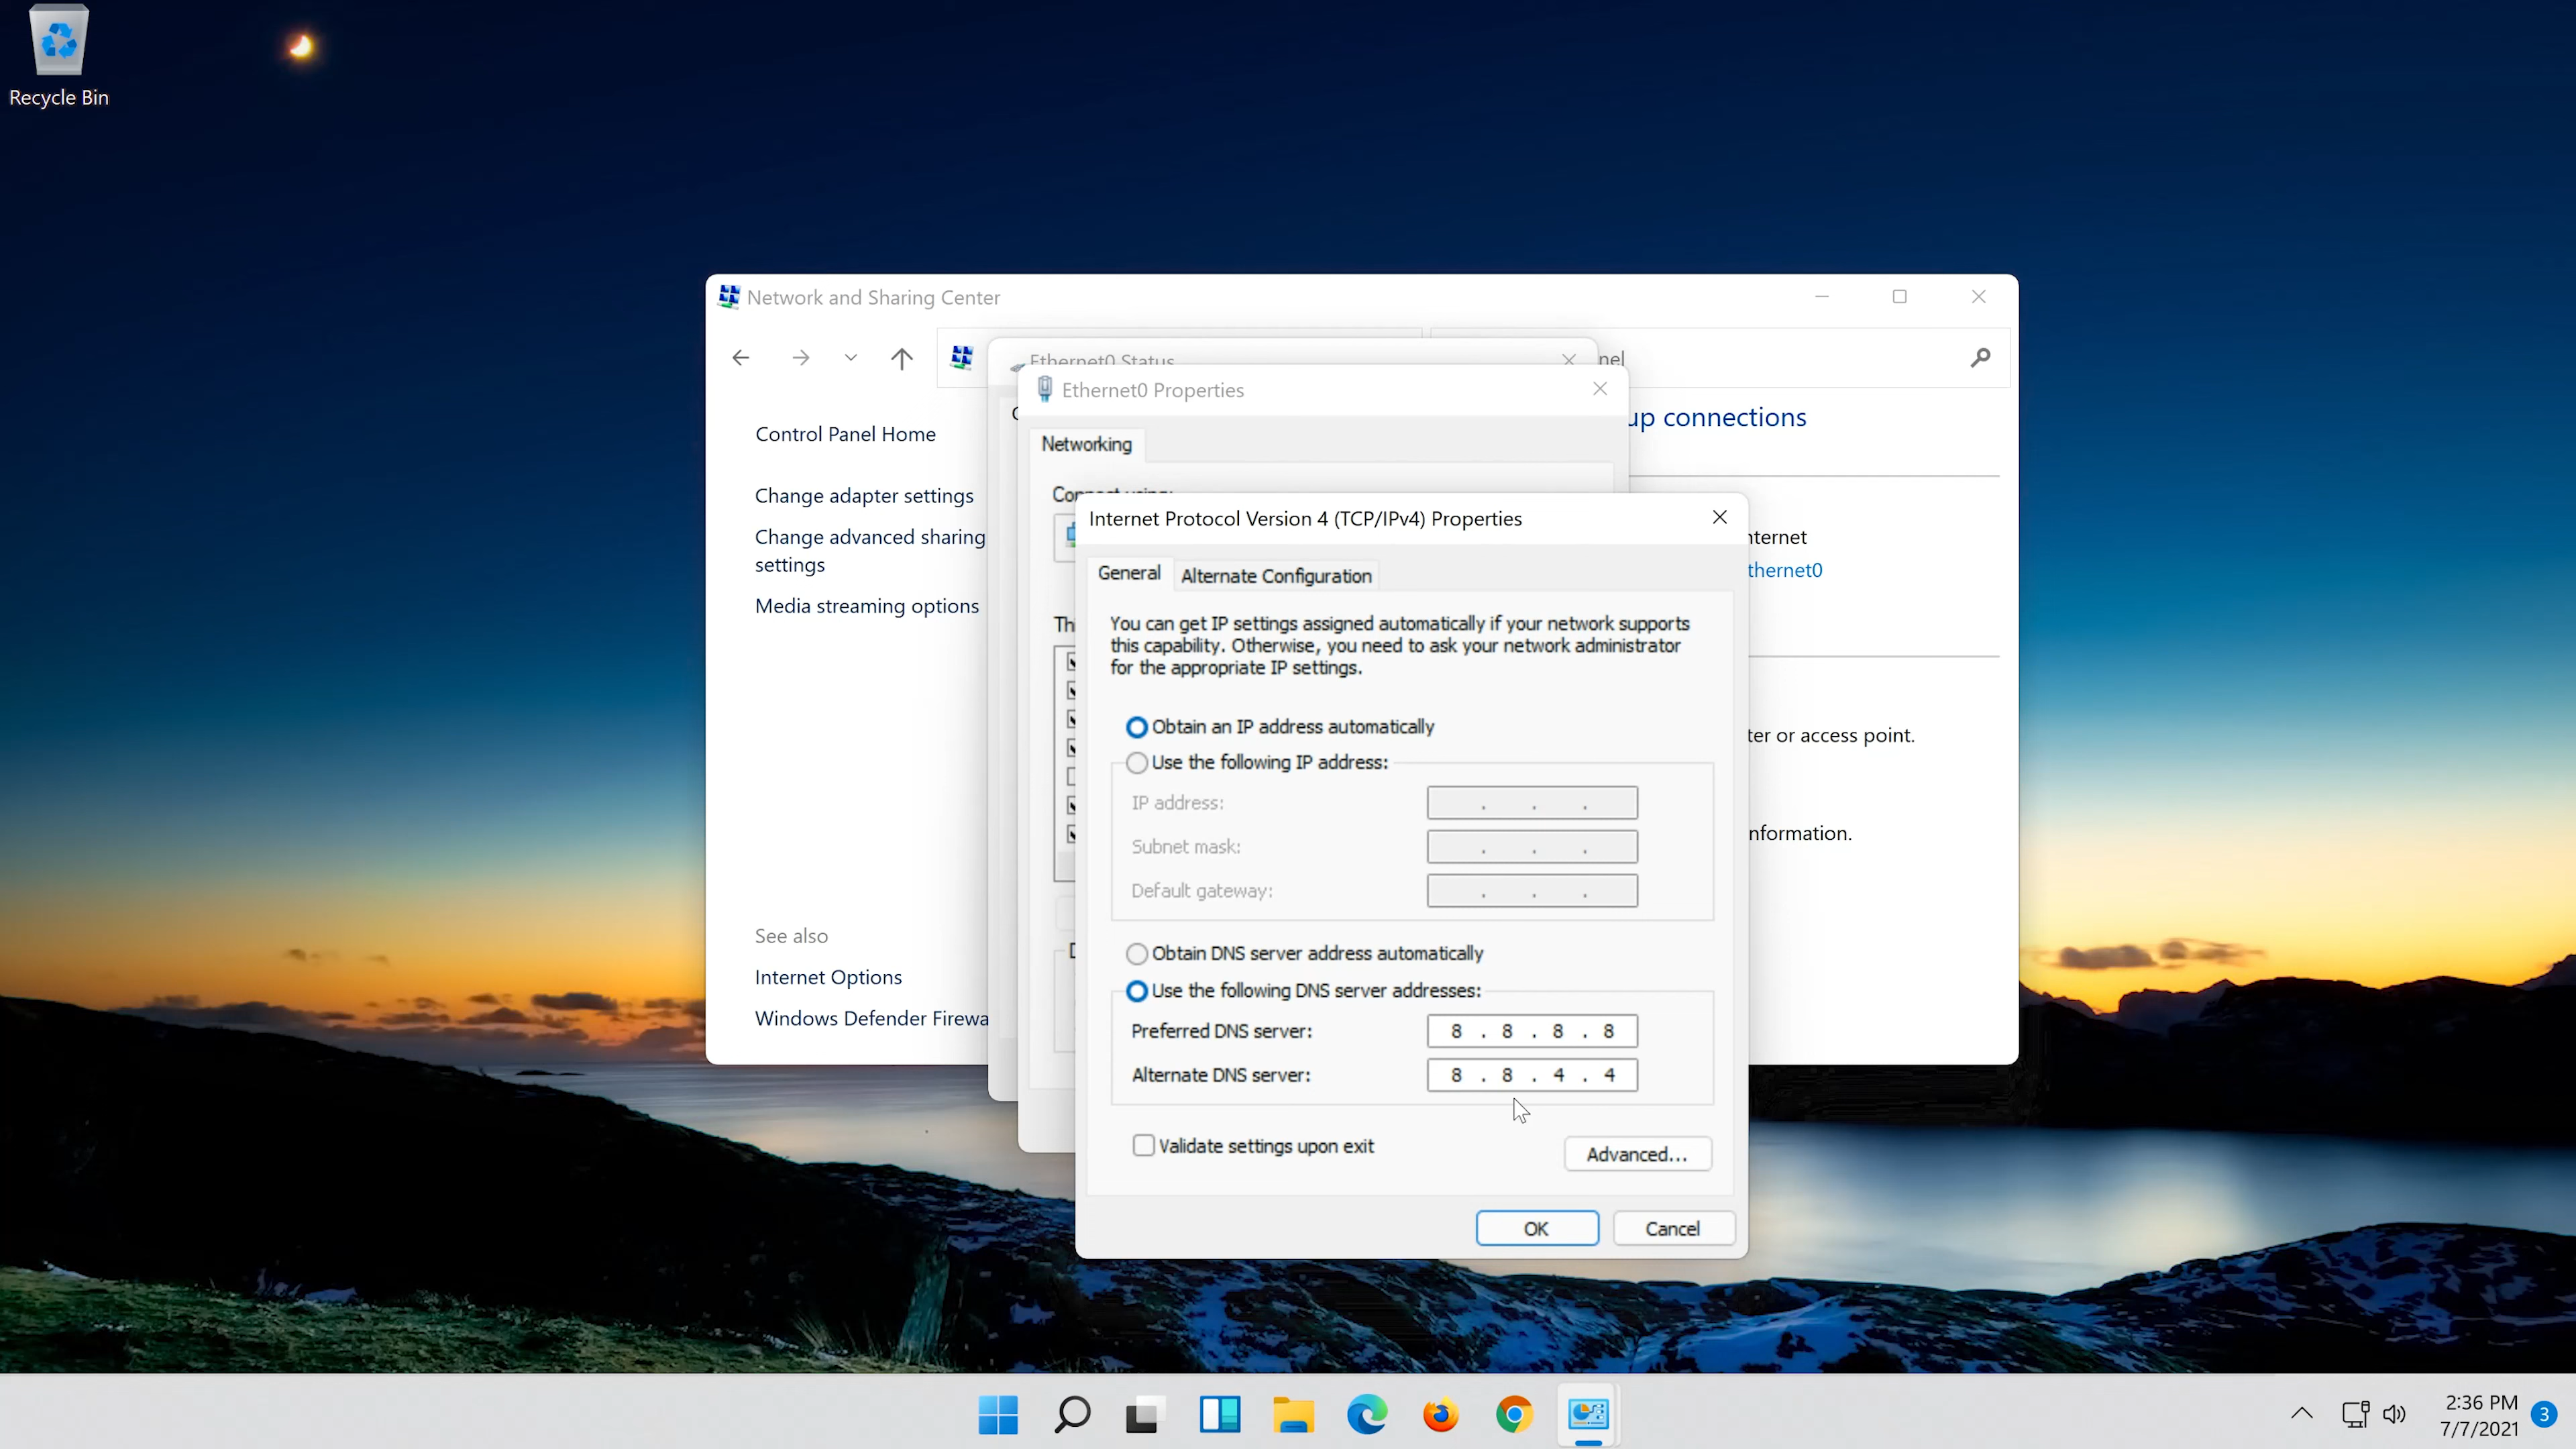 Recycle Bin
Network and Sharing Center
Ethernet0 Status
nel
Ethernet0 Properties
Control Panel Home
up connections
Networking
Change adapter settings
Change advanced sharing
settings
Media streaming options
Internet Protocol Version 4 (TCP/IPv4) Properties
nternet
thernet0
General
Alternate Configuration
You can get IP settings assigned automatically if your network supports
this capability. Otherwise, you need to ask your network administrator
for the appropriate IP settings.
Obtain an IP address automatically
Use the following IP address:
IP address:
. . .
Subnet mask:
. . .
Default gateway:
. . .
ter or access point.
nformation.
Obtain DNS server address automatically
Use the following DNS server addresses:
Preferred DNS server:
8 . 8 . 8 . 8
Alternate DNS server:
8 . 8 . 4 . 4
Validate settings upon exit
Advanced...
OK
Cancel
See also
Internet Options
Windows Defender Firewa
2:36 PM
7/7/2021
3